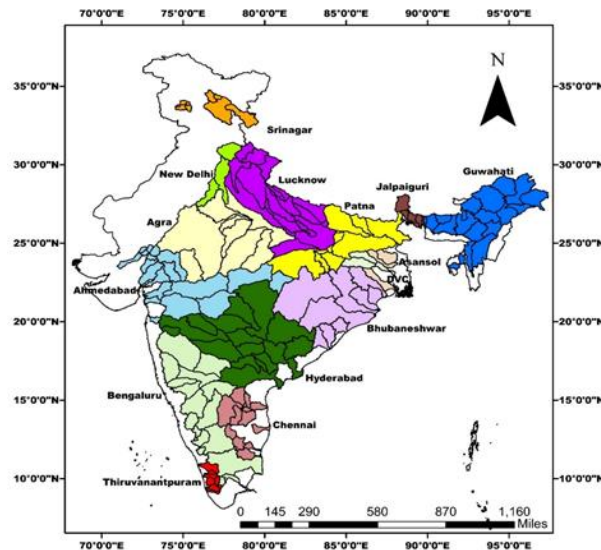 70°0'0"E 75°0'0"E 80°0'0"E 85°0'0"E 90°0'0"E 95°0'0"E
N
35°0'0"N 35°0'0"N
Srinagar
30°0'0"N 30°0'0"N
New Delhi
Lucknow
Guwahati
Patna
Jalpaiguri
Agra
25°0'0"N 25°0'0"N
Asansol
DVC
Ahmedabad
20°0'0"N 20°0'0"N
Bhubaneshwar
Hyderabad
Bengaluru
15°0'0"N 15°0'0"N
Chennai
10°0'0"N 10°0'0"N
Thiruvanantpuram
0 145 290 580 870 1,160
Miles
70°0'0"E 75°0'0"E 80°0'0"E 85°0'0"E 90°0'0"E 95°0'0"E